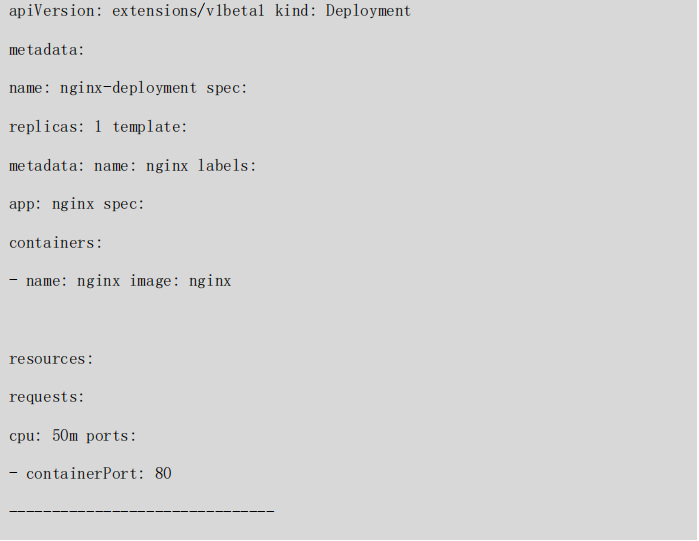 apiVersion: extensions/v1beta1 kind: Deployment
metadata:
name: nginx-deployment spec:
replicas: 1 template:
metadata: name: nginx labels:
app: nginx spec:
containers:
- name: nginx image: nginx
resources:
requests:
cpu: 50m ports:
- containerPort: 80
-------------------------------